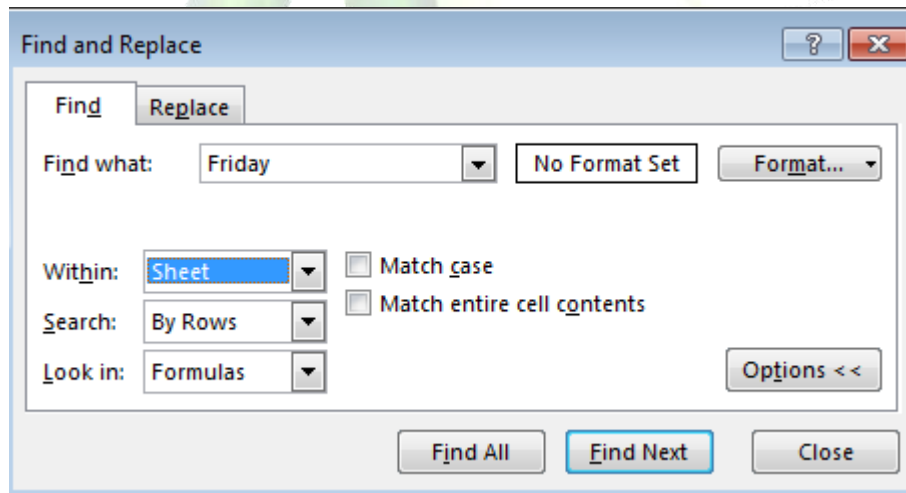 Find and Replace
Find Replace
Find what: Friday No Format Set Format...
Within: Sheet Match case
Match entire cell contents
Search: By Rows
Look in: Formulas Options <<
Find All Find Next Close